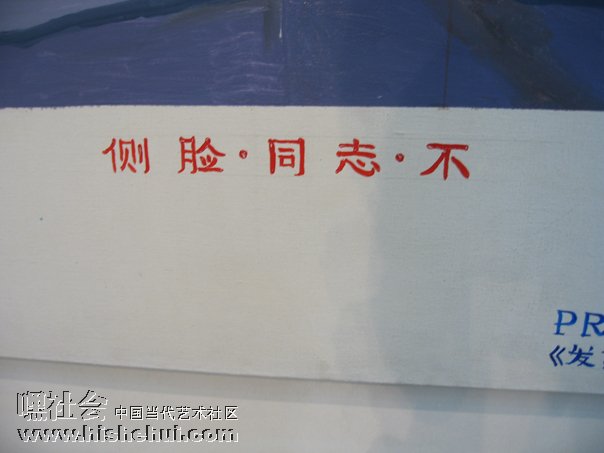 侧脸·同志·不
PR
《发
嘿社会 中国当代艺术社区
www.hishehui.com